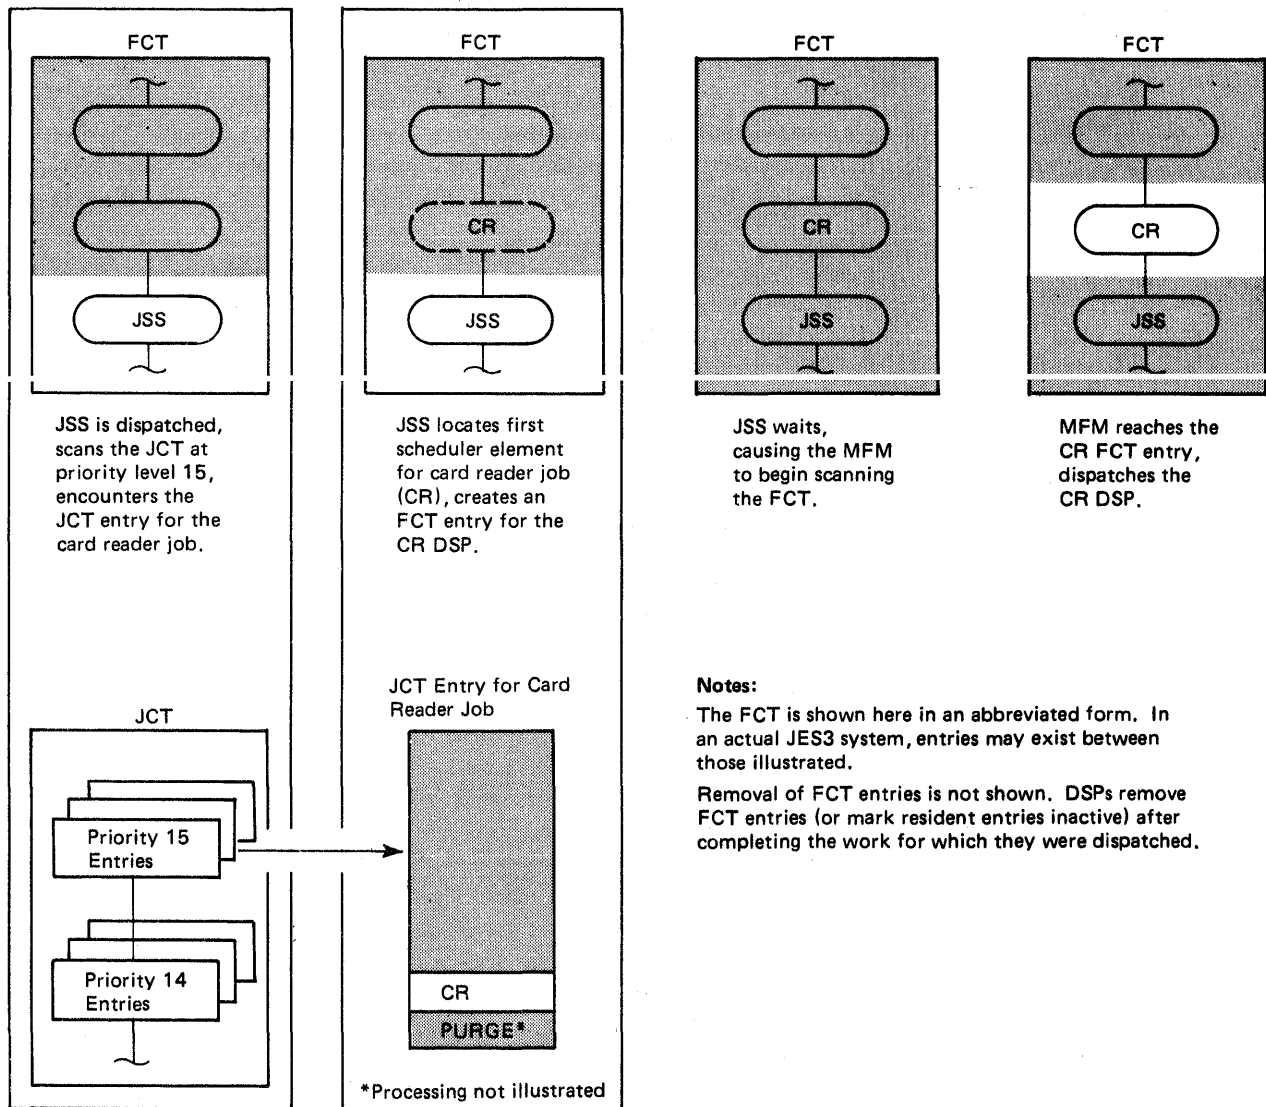 FCT
JSS
JSS is dispatched,
scans the JCT at
priority level 15,
encounters the
JCT entry for the
card reader job.
JCT
Priority 15
Entries
Priority 14
Entries
FCT
CR
JSS
JSS locates first
scheduler element
for card reader job
(CR), creates an
FCT entry for the
CR DSP.
JCT Entry for Card
Reader Job
CR
PURGE*
*Processing not illustrated
FCT
CR
JSS
JSS waits,
causing the MFM
to begin scanning
the FCT.
FCT
CR
JSS
MFM reaches the
CR FCT entry,
dispatches the
CR DSP.
Notes:
The FCT is shown here in an abbreviated form. In
an actual JES3 system, entries may exist between
those illustrated.
Removal of FCT entries is not shown. DSPs remove
FCT entries (or mark resident entries inactive) after
completing the work for which they were dispatched.